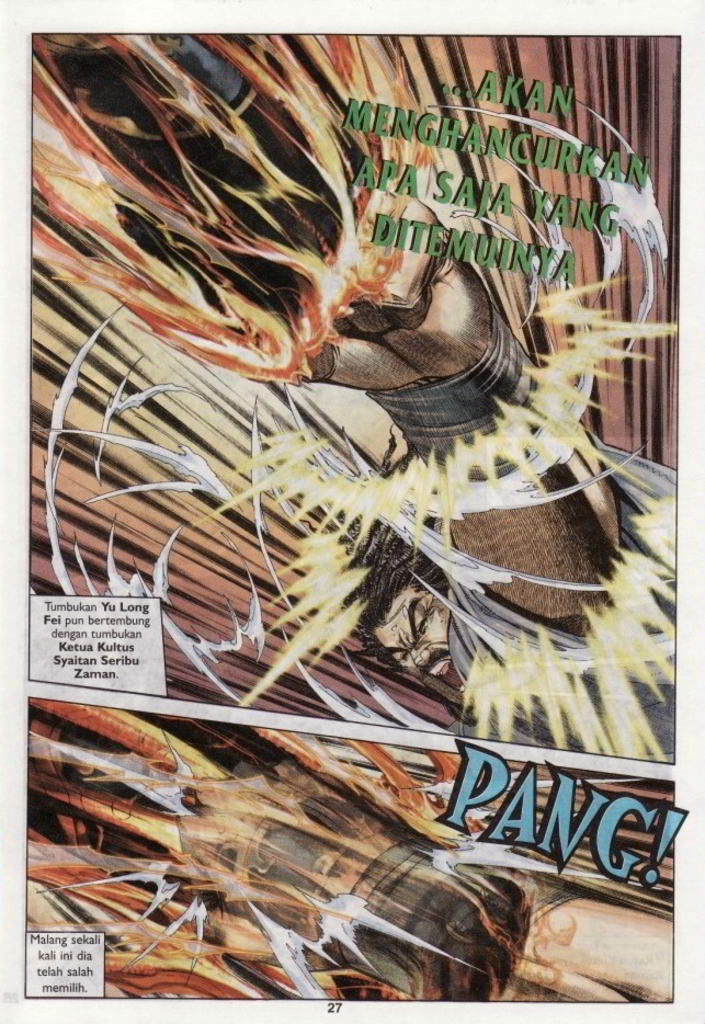 ...AKAN
MENGHANCURKAN
APA SAJA YANG
DITEMUINYA
Tumbukan Yu Long
Fei pun bertembung
dengan tumbukan
Ketua Kultus
Syaitan Seribu
Zaman.
PANG!
Malang sekali
kali ini dia
telah salah
memilih.
27